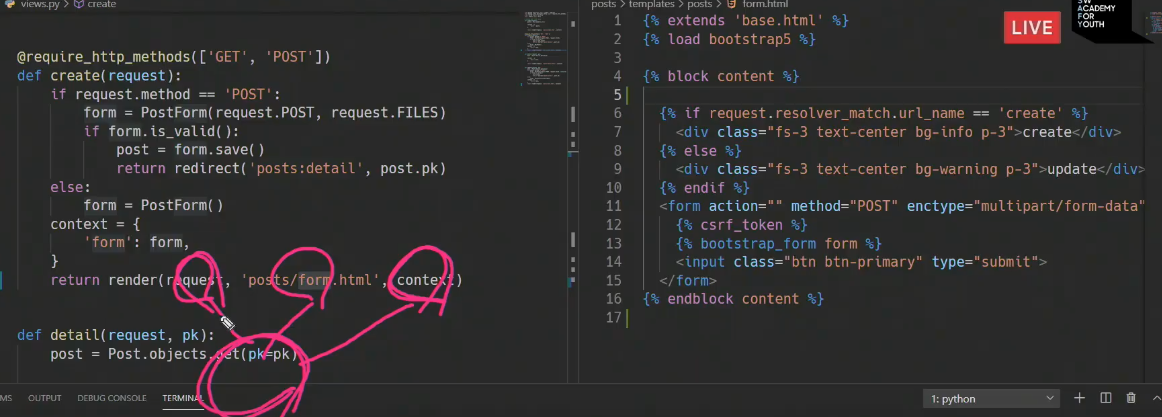 views.py > create
posts > templates > posts > form.html
SW
ACADEMY
FOR
YOUTH
LIVE
@require_http_methods(['GET', 'POST'])
def create(request):
if request.method == 'POST':
form = PostForm(request.POST, request.FILES)
if form.is_valid():
post = form.save()
return redirect('posts:detail', post.pk)
else:
form = PostForm()
context = {
'form': form,
}
return render(request, 'posts/form.html', context)
def detail(request, pk):
post = Post.objects.get(pk=pk)
1 {% extends 'base.html' %}
2 {% load bootstrap5 %}
3
4 {% block content %}
5
6 {% if request.resolver_match.url_name == 'create' %}
7 <div class="fs-3 text-center bg-info p-3">create</div>
8 {% else %}
9 <div class="fs-3 text-center bg-warning p-3">update</div>
10 {% endif %}
11 <form action="" method="POST" enctype="multipart/form-data"
12 {% csrf_token %}
13 {% bootstrap_form form %}
14 <input class="btn btn-primary" type="submit">
15 </form>
16 {% endblock content %}
17
MS OUTPUT DEBUG CONSOLE TERMINAL 1: python